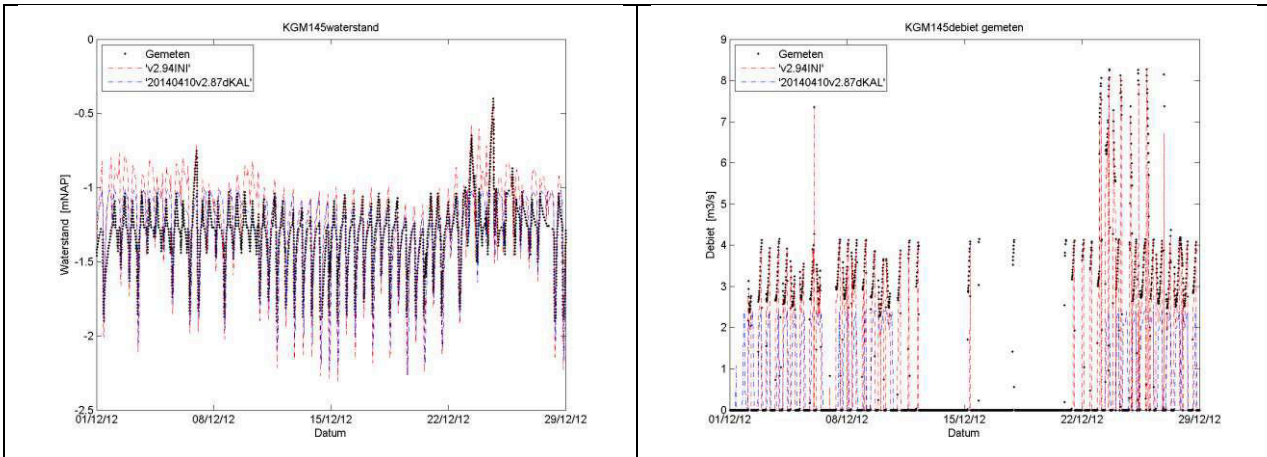 KGM145waterstand
0
-0.5
-1
-1.5
-2
-2.5
Waterstand [mNAP]
Gemeten
'v2.94INI'
'20140410v2.87dKAL'
01/12/12
08/12/12
15/12/12
22/12/12
29/12/12
Datum
KGM145debiet gemeten
9
8
7
6
5
4
3
2
1
0
Debiet [m3/s]
Gemeten
'v2.94INI'
'20140410v2.87dKAL'
01/12/12
08/12/12
15/12/12
22/12/12
29/12/12
Datum